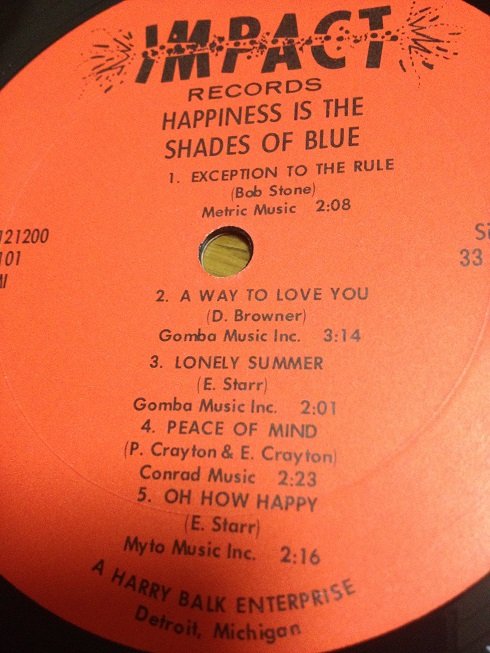 IMPACT
RECORDS
HAPPINESS IS THE
SHADES OF BLUE
1. EXCEPTION TO THE RULE
(Bob Stone)
Metric Music 2:08
121200
101
33
2. A WAY TO LOVE YOU
(D. Browner)
Gomba Music Inc. 3:14
3. LONELY SUMMER
(E. Starr)
Gomba Music Inc. 2:01
4. PEACE OF MIND
(P. Crayton & E. Crayton)
Conrad Music 2:23
5. OH HOW HAPPY
(E. Starr)
Myto Music Inc. 2:16
A HARRY BALK ENTERPRISE
Detroit, Michigan